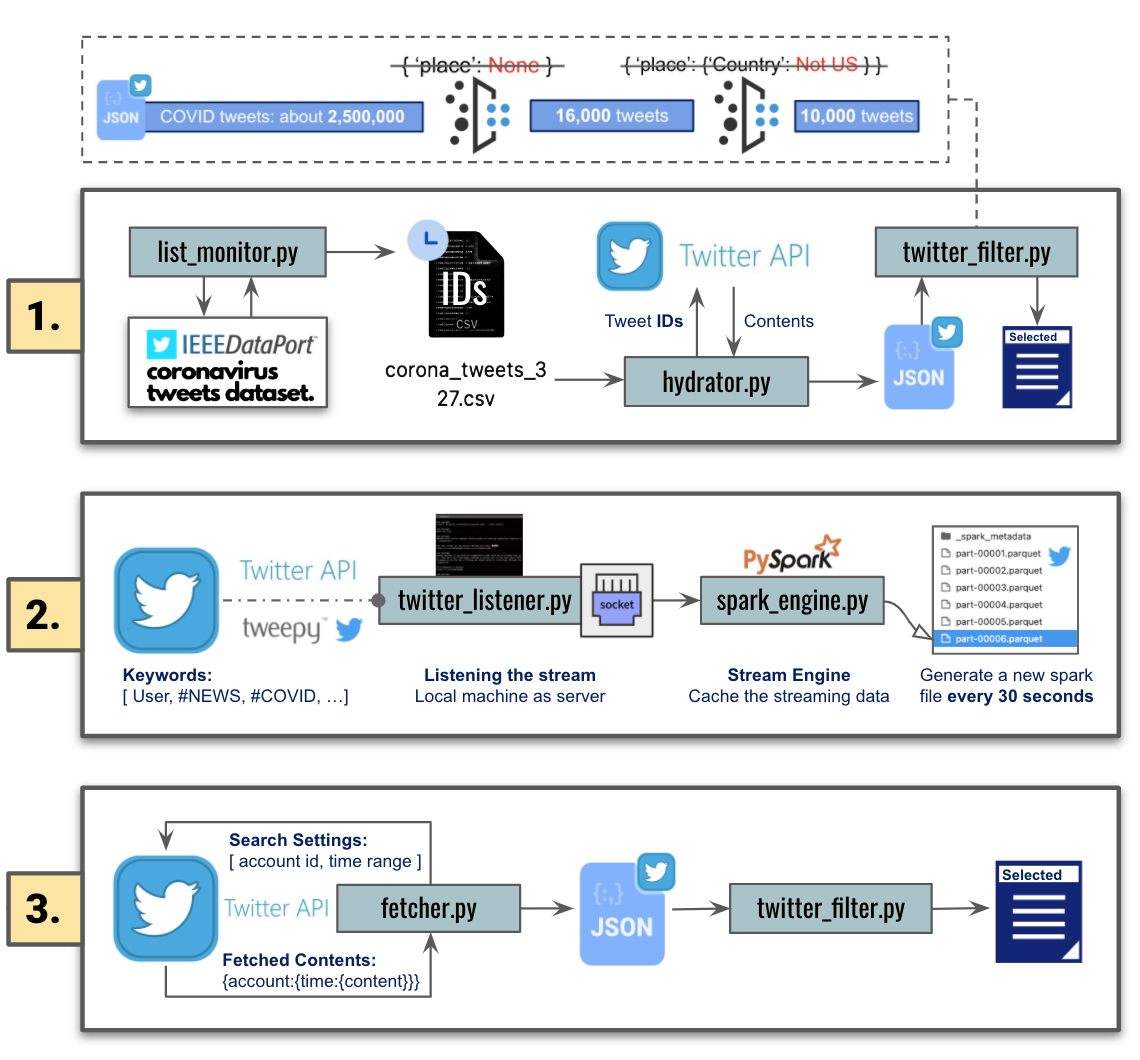 { ‘place’: None }
{ ‘place’: {‘Country’: Not US } }
{:,}
JSON
COVID tweets: about 2,500,000
16,000 tweets
10,000 tweets
1.
list_monitor.py
IEEEDataPort™
coronavirus
tweets dataset.
IDs
CSV
corona_tweets_3
27.csv
Twitter API
Tweet IDs
Contents
hydrator.py
twitter_filter.py
{:,}
JSON
Selected
2.
Twitter API
tweepy™
Keywords:
[ User, #NEWS, #COVID, …]
twitter_listener.py
socket
Listening the stream
Local machine as server
PySpark
spark_engine.py
Stream Engine
Cache the streaming data
_spark_metadata
part-00001.parquet
part-00002.parquet
part-00003.parquet
part-00004.parquet
part-00005.parquet
part-00006.parquet
Generate a new spark
file every 30 seconds
3.
Search Settings:
[ account id, time range ]
Twitter API
fetcher.py
Fetched Contents:
{account:{time:{content}}}
{:,}
JSON
twitter_filter.py
Selected